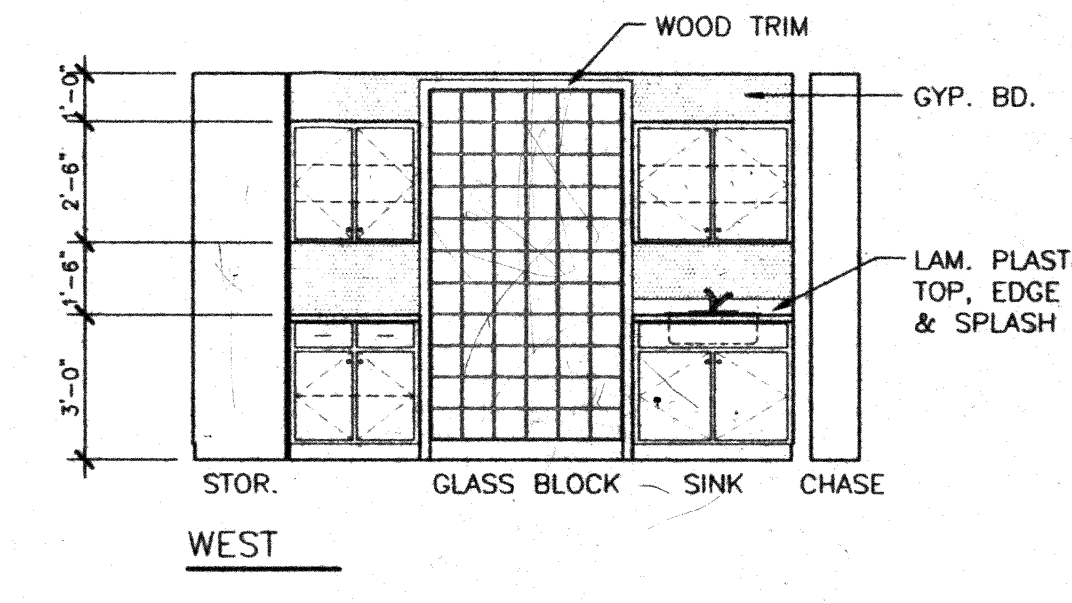 WOOD TRIM
1'-0"
GYP. BD.
2'-6"
1'-6"
LAM. PLAST
TOP, EDGE
& SPLASH
3'-0"
STOR.
GLASS BLOCK
SINK
CHASE
WEST